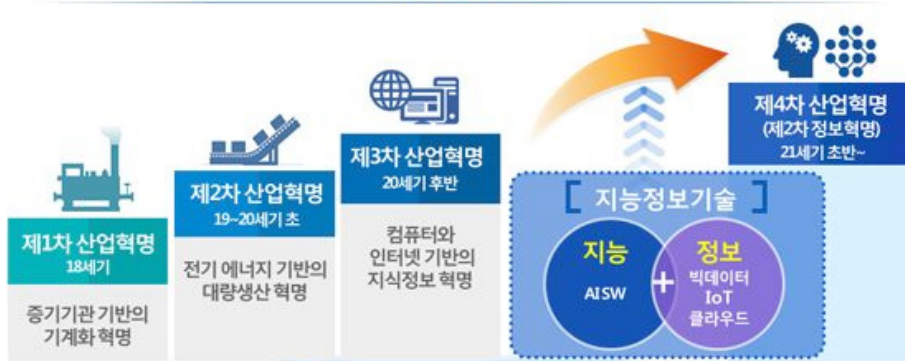 제1차 산업혁명
18세기
증기기관 기반의
기계화 혁명
제2차 산업혁명
19~20세기 초
전기 에너지 기반의
대량생산 혁명
제3차 산업혁명
20세기 후반
컴퓨터와
인터넷 기반의
지식정보 혁명
제4차 산업혁명
(제2차 정보혁명)
21세기 초반~
[ 지능정보기술 ]
지능
AI SW
+
정보
빅데이터
IoT
클라우드